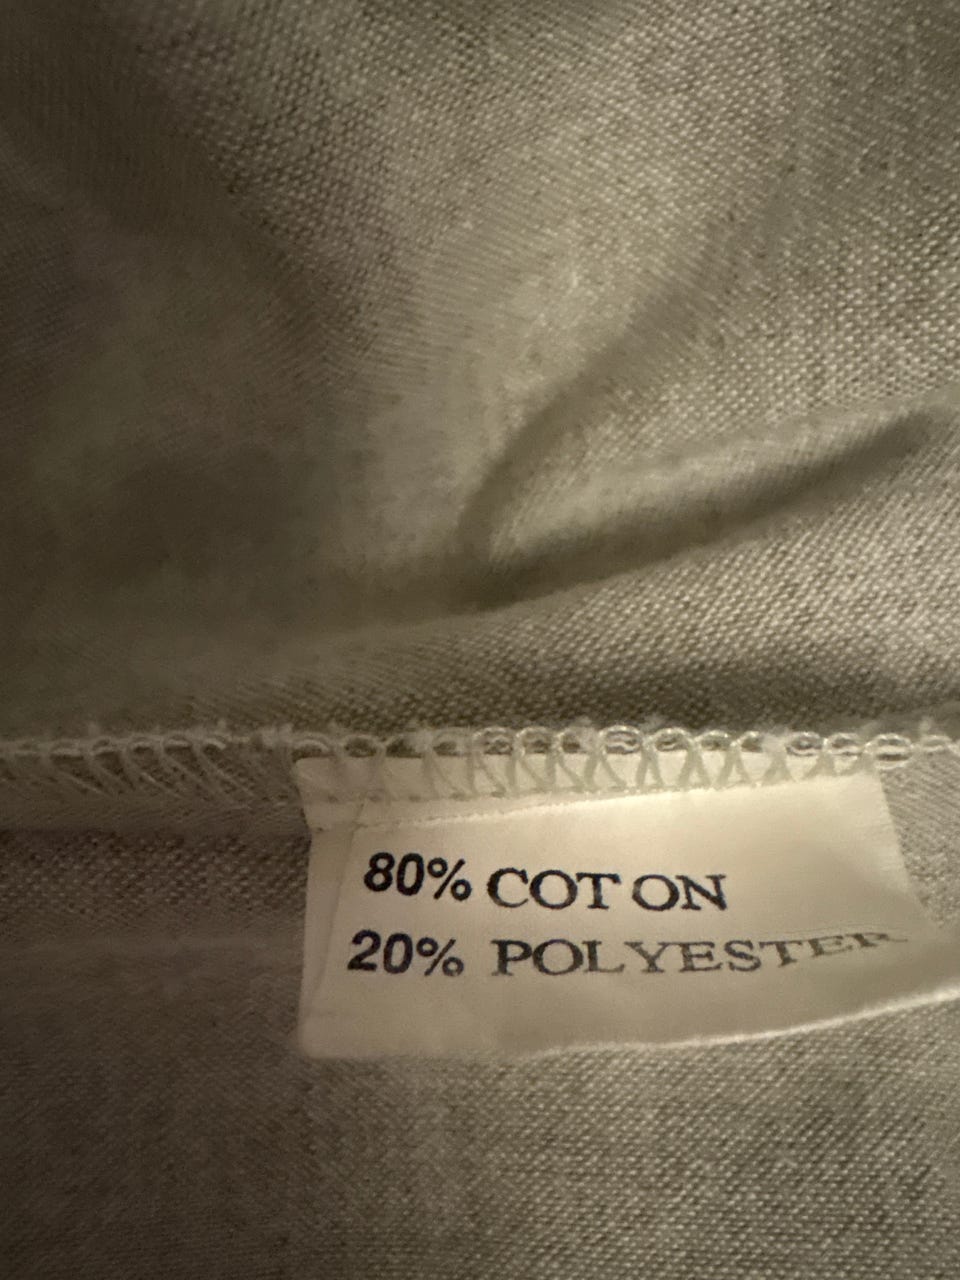 80% COT ON
20% POLYESTER